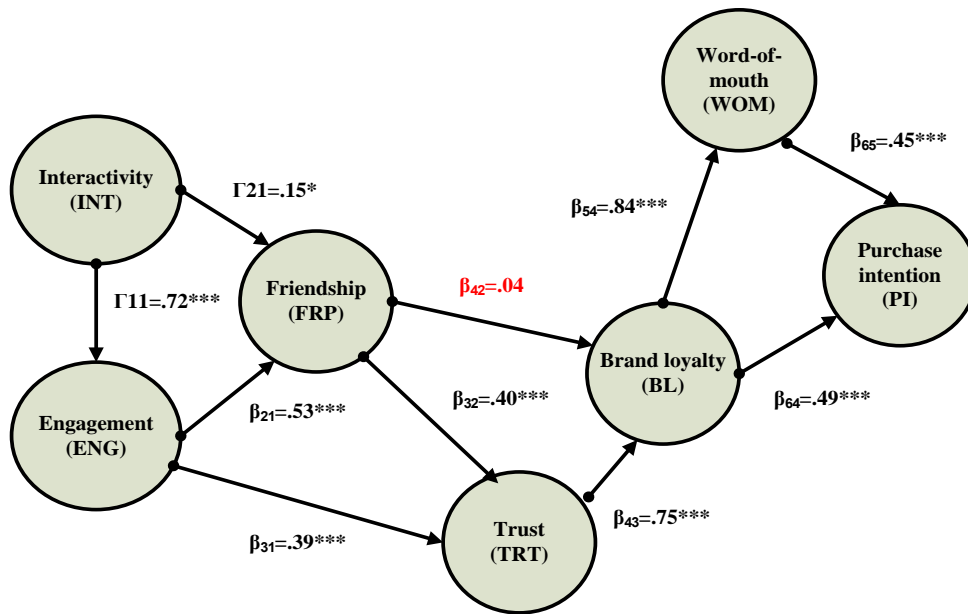 Word-of-
mouth
(WOM)
β65=.45***
Interactivity
(INT)
Γ21=.15*
β54=.84***
Purchase
intention
(PI)
Friendship
(FRP)
β42=.04
Γ11=.72***
Brand loyalty
(BL)
β32=.40***
β64=.49***
Engagement
(ENG)
β21=.53***
Trust
(TRT)
β43=.75***
β31=.39***